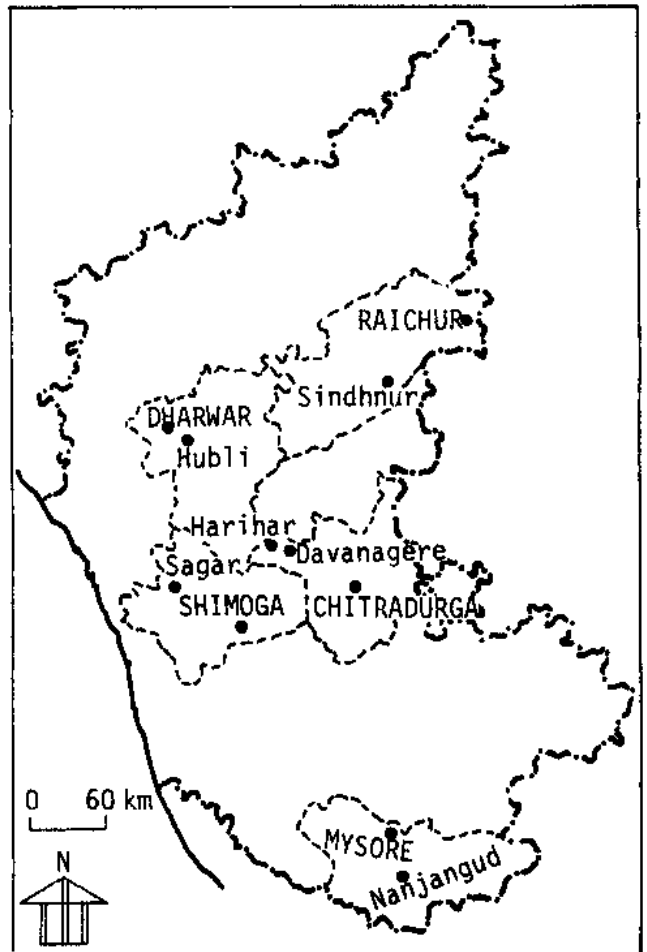 RAICHUR
Sindhnur
DHARWAR
Hubli
Harihar
Davanagere
Sagar
SHIMOGA
CHITRADURGA
0 60 km
MYSORE
N
Nanjangud